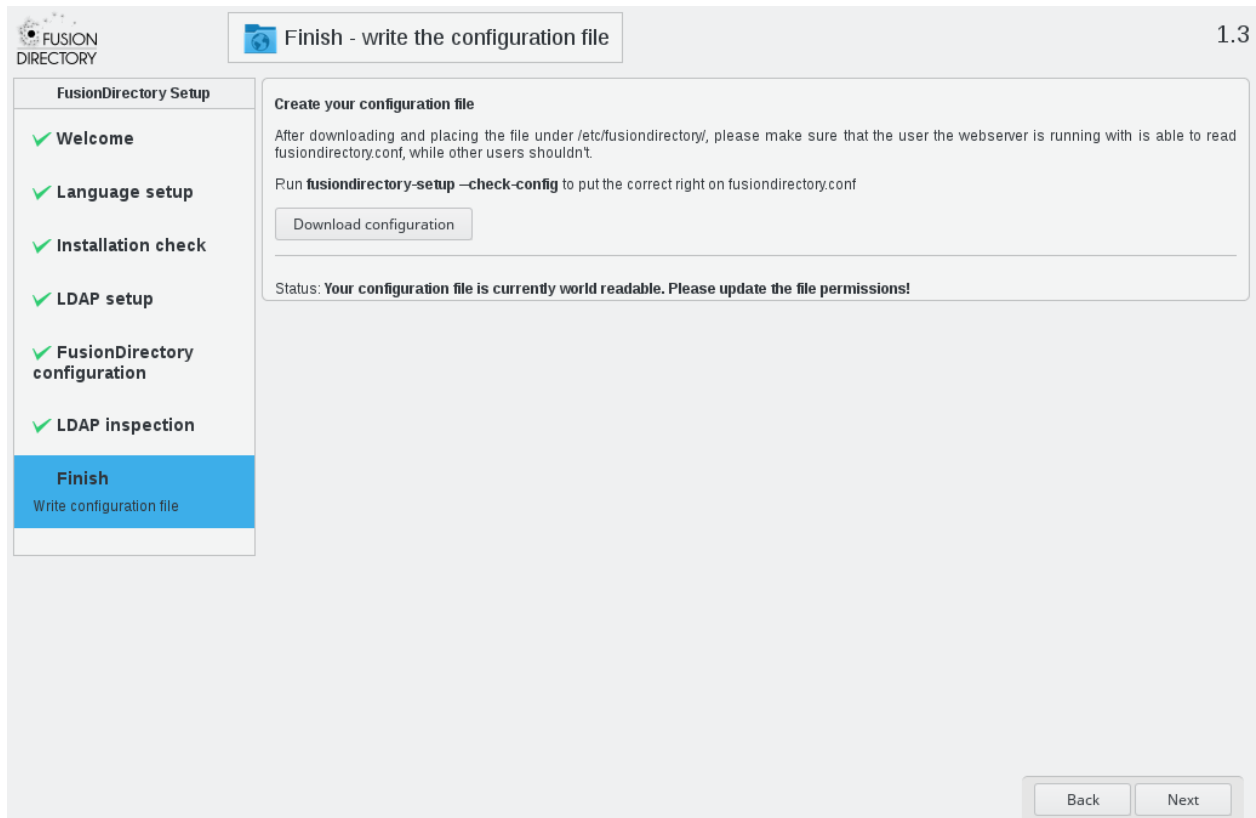 FUSION
DIRECTORY
Finish - write the configuration file
1.3
FusionDirectory Setup
Welcome
Language setup
Installation check
LDAP setup
FusionDirectory
configuration
LDAP inspection
Finish
Write configuration file
Create your configuration file
After downloading and placing the file under /etc/fusiondirectory/, please make sure that the user the webserver is running with is able to read
fusiondirectory.conf, while other users shouldn't.
Run fusiondirectory-setup –check-config to put the correct right on fusiondirectory.conf
Download configuration
Status: Your configuration file is currently world readable. Please update the file permissions!
Back
Next